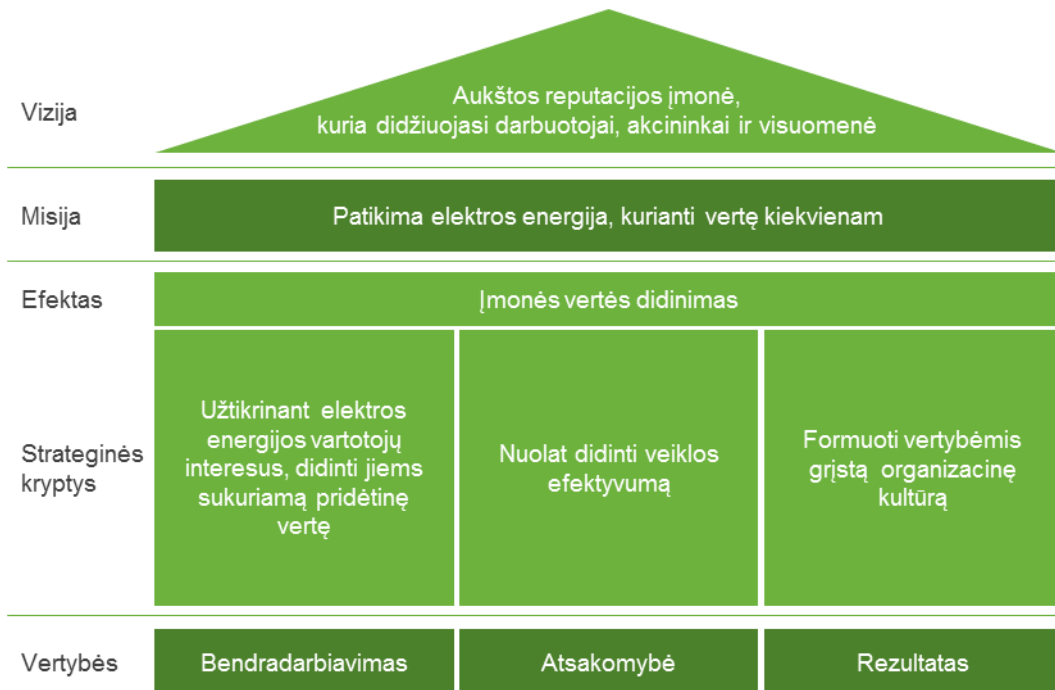 Vizija
Aukštos reputacijos įmonė,
kuria didžiuojasi darbuotojai, akcininkai ir visuomenė
Misija
Patikima elektros energija, kurianti vertę kiekvienam
Efektas
Įmonės vertės didinimas
Strateginės
kryptys
Užtikrinant elektros
energijos vartotojų
interesus, didinti jiems
sukuriamą pridėtinę
vertę
Nuolat didinti veiklos
efektyvumą
Formuoti vertybėmis
grįstą organizacinę
kultūrą
Vertybės
Bendradarbiavimas
Atsakomybė
Rezultatas